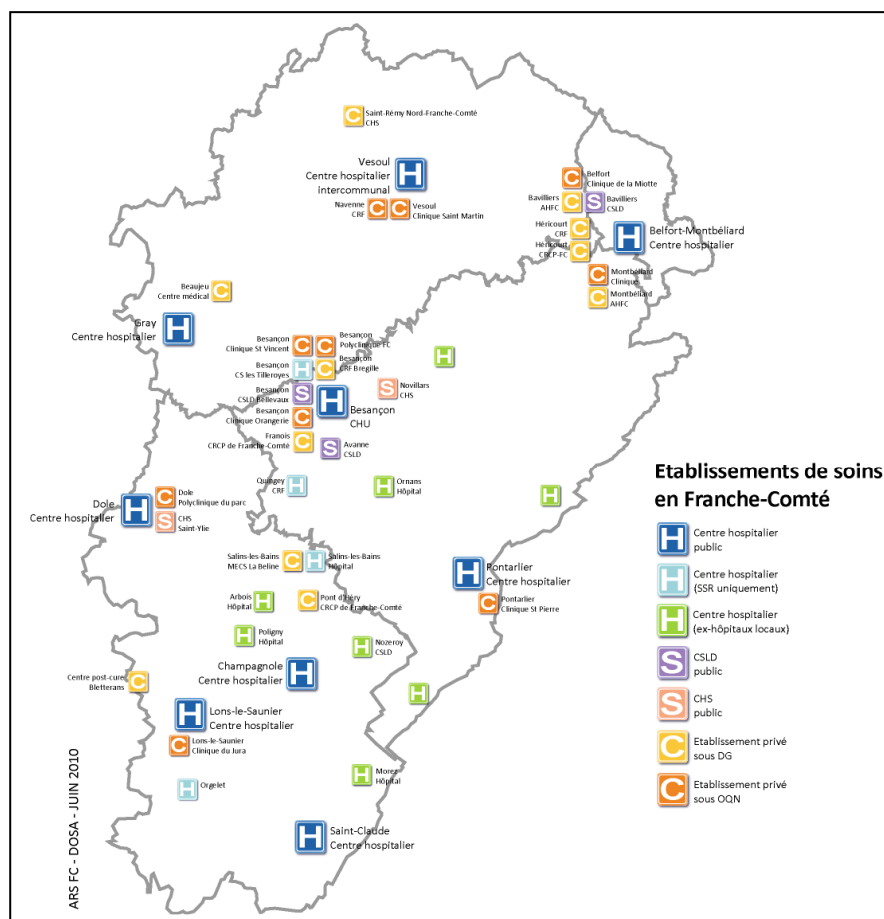 Saint-Rémy Nord-Franche-Comté
CHS
Vesoul
Centre hospitalier
intercommunal
Navenne
CRF
Vesoul
Clinique Saint Martin
Belfort
Clinique de la Miotte
Bavilliers
AHFC
Bavilliers
CSLD
Héricourt
CRF
Héricourt
CRCP-FC
Belfort-Montbéliard
Centre hospitalier
Montbéliard
Clinique
Montbéliard
AHFC
Beaujeu
Centre médical
Gray
Centre hospitalier
Besançon
Clinique St Vincent
Besançon
Polyclinique FC
Besançon
CS les Tilleroyes
Besançon
CRF Bregille
Besançon
CSLD Bellevaux
Novillars
CHS
Besançon
CHU
Besançon
Clinique Orangerie
Franois
CRCP de Franche-Comté
Avanne
CSLD
Quingey
CRF
Ornans
Hôpital
Dole
Centre hospitalier
Dole
Polyclinique du parc
CHS
Saint-Ylie
Salins-les-Bains
MECS La Beline
Salins-les-Bains
Hôpital
Pontarlier
Centre hospitalier
Pontarlier
Clinique St Pierre
Arbois
Hôpital
Pont d'Héry
CRCP de Franche-Comté
Poligny
Hôpital
Nozeroy
CSLD
Champagnole
Centre hospitalier
Centre post-cure
Bletterans
Lons-le-Saunier
Centre hospitalier
Lons-le-Saunier
Clinique du Jura
Orgelet
Morez
Hôpital
Saint-Claude
Centre hospitalier
Etablissements de soins
en Franche-Comté
H Centre hospitalier
public
H Centre hospitalier
(SSR uniquement)
H Centre hospitalier
(ex-hôpitaux locaux)
S CSLD
public
S CHS
public
C Etablissement privé
sous DG
C Etablissement privé
sous OQN
ARS FC - DOSA - JUIN 2010